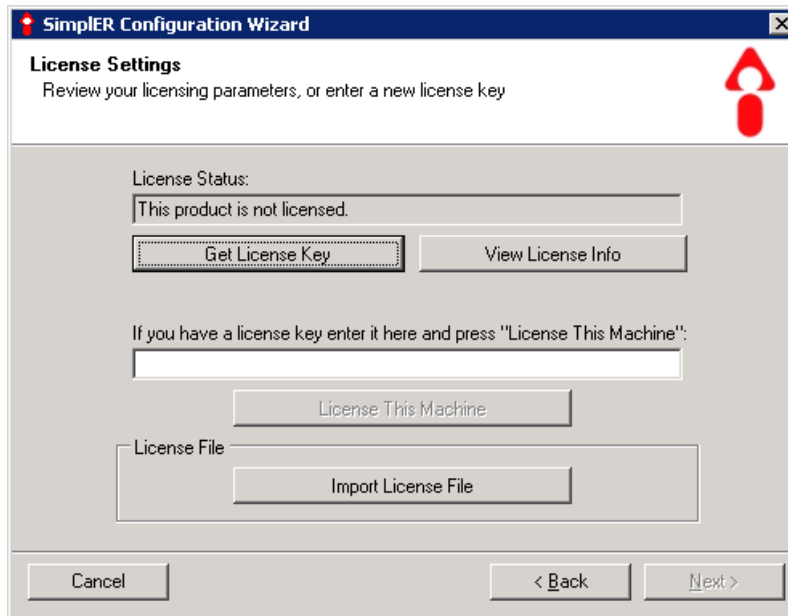 SimplER Configuration Wizard
License Settings
Review your licensing parameters, or enter a new license key
License Status:
This product is not licensed.
Get License Key
View License Info
If you have a license key enter it here and press "License This Machine":
License This Machine
License File
Import License File
Cancel
< Back
Next >